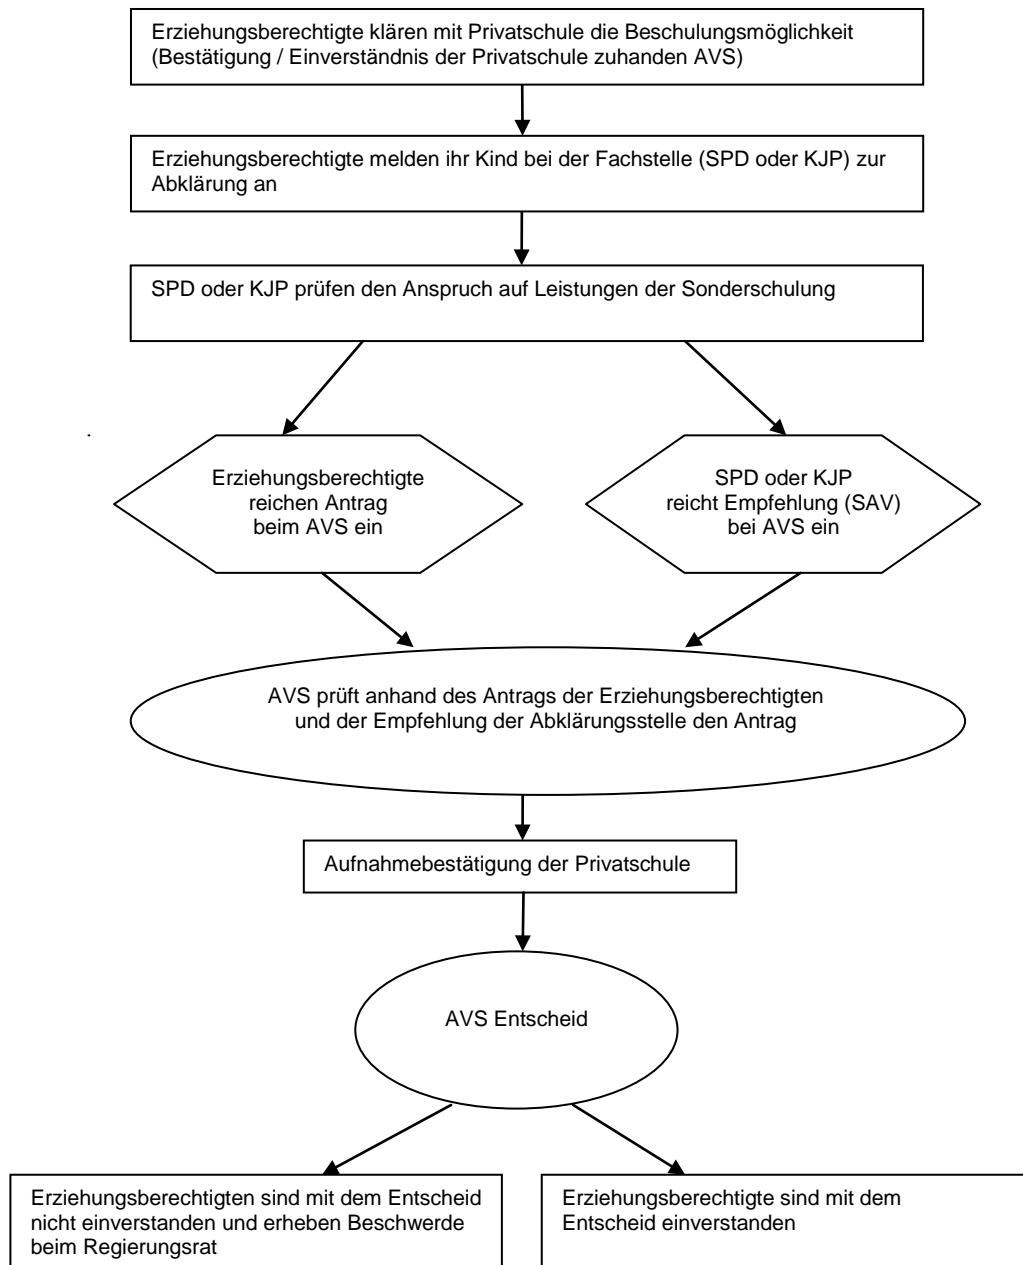 Erziehungsberechtigte klären mit Privatschule die Beschulungsmöglichkeit
(Bestätigung / Einverständnis der Privatschule zuhanden AVS)
Erziehungsberechtigte melden ihr Kind bei der Fachstelle (SPD oder KJP) zur
Abklärung an
SPD oder KJP prüfen den Anspruch auf Leistungen der Sonderschulung
.
Erziehungsberechtigte
reichen Antrag
beim AVS ein
SPD oder KJP
reicht Empfehlung (SAV)
bei AVS ein
AVS prüft anhand des Antrags der Erziehungsberechtigten
und der Empfehlung der Abklärungsstelle den Antrag
Aufnahmebestätigung der Privatschule
AVS Entscheid
Erziehungsberechtigten sind mit dem Entscheid
nicht einverstanden und erheben Beschwerde
beim Regierungsrat
Erziehungsberechtigte sind mit dem
Entscheid einverstanden